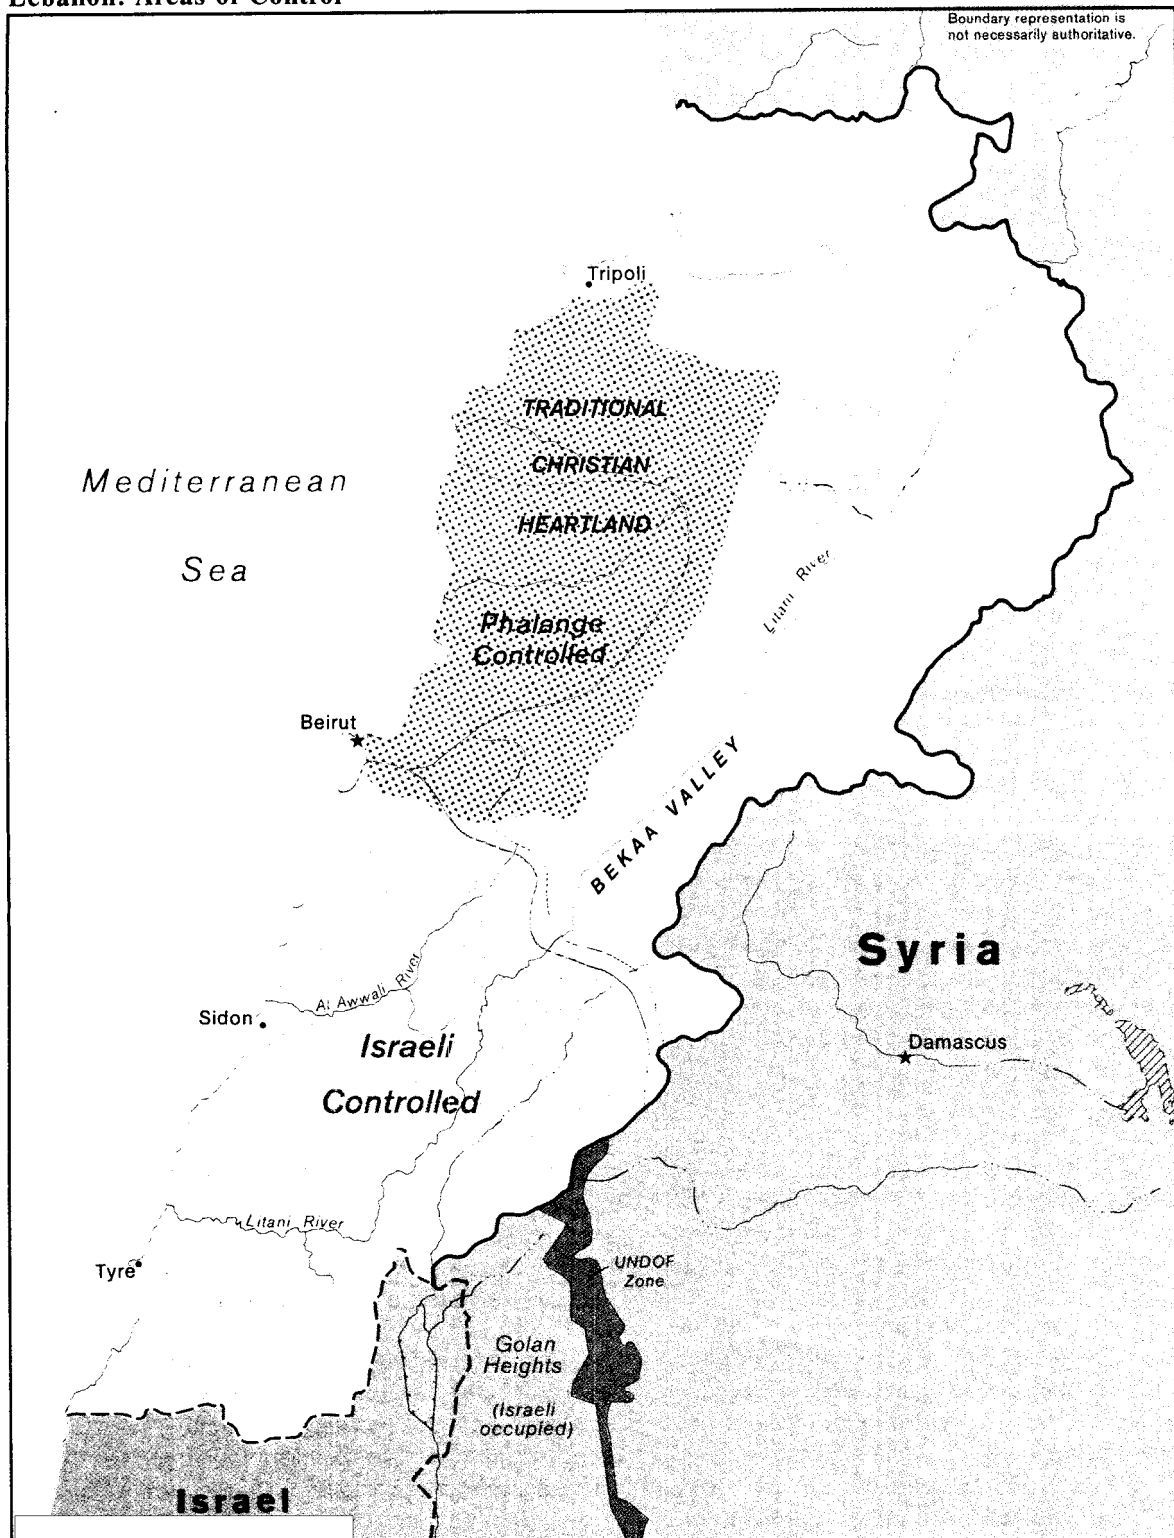 Lebanon: Areas of Control
Boundary representation is
not necessarily authoritative.
Tripoli
TRADITIONAL
CHRISTIAN
HEARTLAND
Mediterranean
Sea
Phalange
Controlled
Litani River
Beirut
BEKAA VALLEY
Syria
Al Awwali River
Sidon
Israeli
Controlled
Damascus
Litani River
Tyre
UNDOF
Zone
Golan
Heights
(Israeli
occupied)
Israel